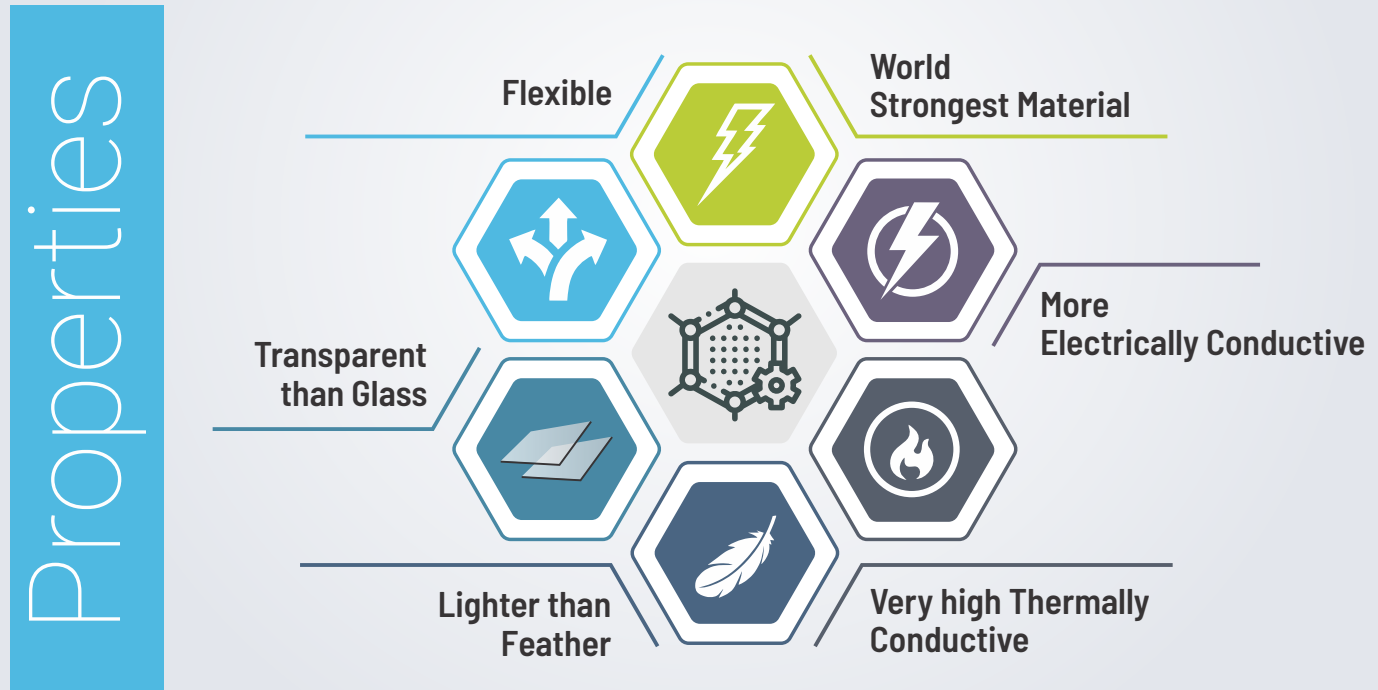 Properties
Flexible
World
Strongest Material
More
Electrically Conductive
Transparent
than Glass
Lighter than
Feather
Very high Thermally
Conductive